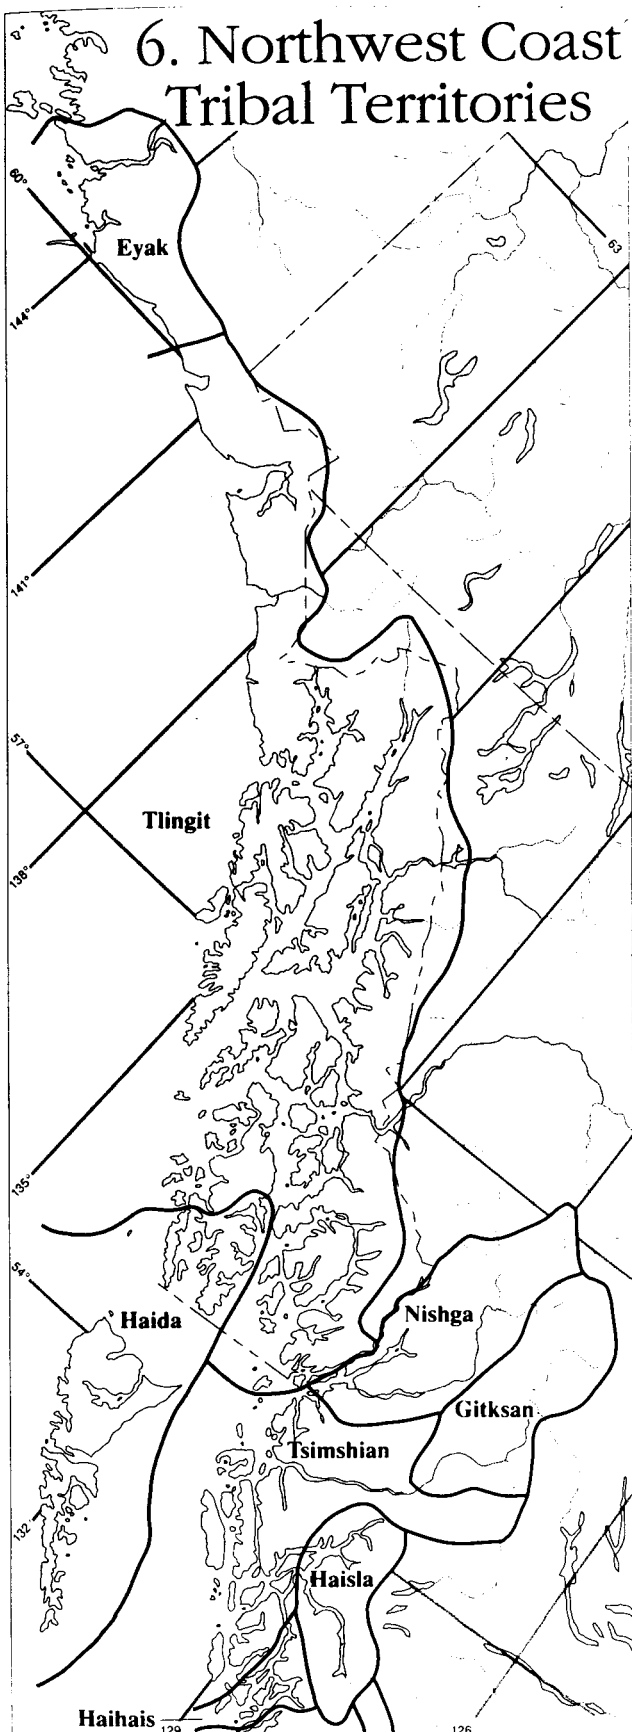 6. Northwest Coast
Tribal Territories
60°
Eyak
63
144°
141°
57°
Tlingit
138°
135°
54°
Haida
Nishga
Gitksan
Tsimshian
132
Haisla
Haihais
129
126